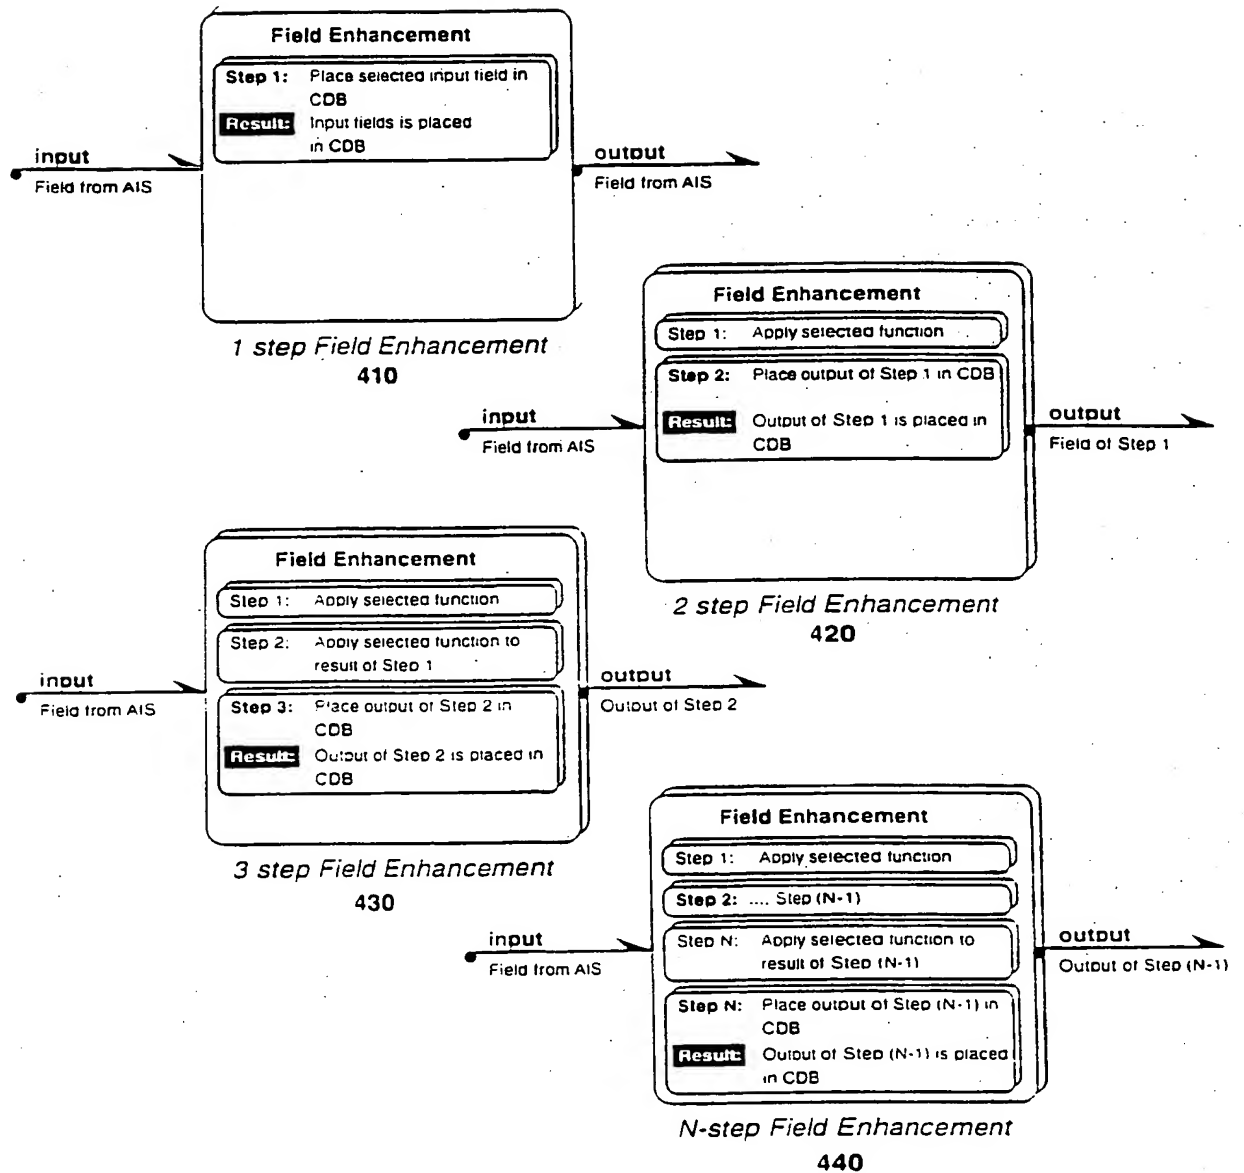 Field Enhancement
Step 1: Place selected input field in
CDB
Result: Input fields is placed
in CDB
input
Field from AIS
output
Field from AIS
1 step Field Enhancement
410
Field Enhancement
Step 1: Apply selected function
Step 2: Place output of Step 1 in CDB
Result: Output of Step 1 is placed in
CDB
input
Field from AIS
output
Field of Step 1
2 step Field Enhancement
420
Field Enhancement
Step 1: Apply selected function
Step 2: Apply selected function to
result of Step 1
Step 3: Place output of Step 2 in
CDB
Result: Output of Step 2 is placed in
CDB
input
Field from AIS
output
Output of Step 2
3 step Field Enhancement
430
Field Enhancement
Step 1: Apply selected function
Step 2: .... Step (N-1)
Step N: Apply selected function to
result of Step (N-1)
Step N: Place output of Step (N-1) in
CDB
Result: Output of Step (N-1) is placed
in CDB
input
Field from AIS
output
Output of Step (N-1)
N-step Field Enhancement
440